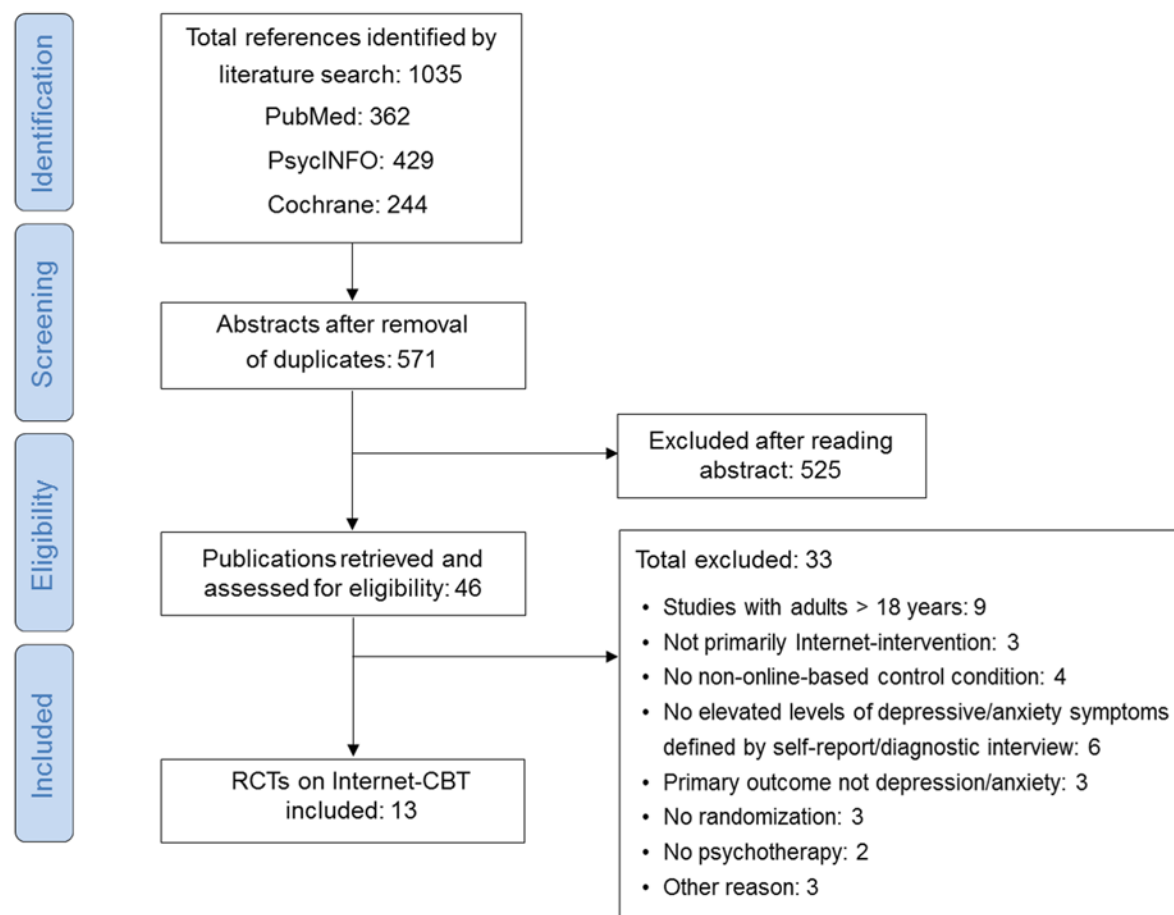 Identification
Total references identified by
literature search: 1035
PubMed: 362
PsycINFO: 429
Cochrane: 244
Screening
Abstracts after removal
of duplicates: 571
Excluded after reading
abstract: 525
Eligibility
Publications retrieved and
assessed for eligibility: 46
Total excluded: 33
• Studies with adults > 18 years: 9
• Not primarily Internet-intervention: 3
• No non-online-based control condition: 4
• No elevated levels of depressive/anxiety symptoms
defined by self-report/diagnostic interview: 6
• Primary outcome not depression/anxiety: 3
• No randomization: 3
• No psychotherapy: 2
• Other reason: 3
Included
RCTs on Internet-CBT
included: 13